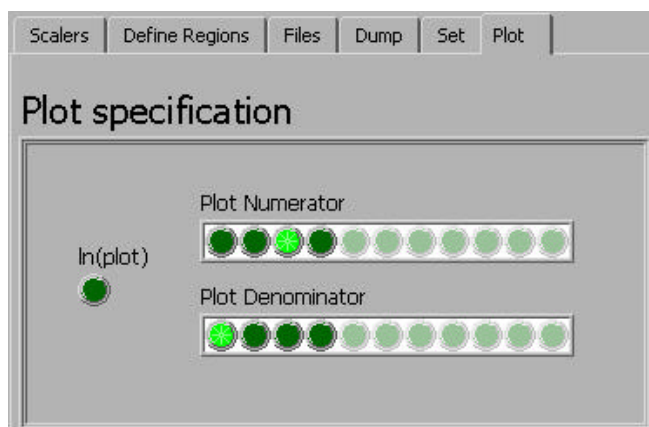 Scalers Define Regions Files Dump Set Plot
Plot specification
Plot Numerator
ln(plot)
Plot Denominator